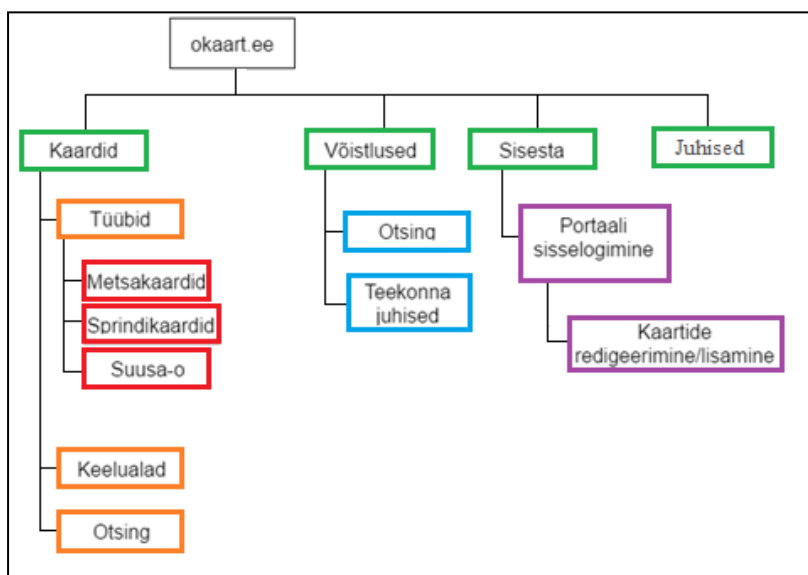 okaart.ee
Kaardid
Võistlused
Sisesta
Juhised
Tüübid
Metsakaardid
Sprindikaardid
Suusa-o
Keelualad
Otsing
Otsing
Teekonna
juhised
Portaali
sisselogimine
Kaartide
redigeerimine/lisamine